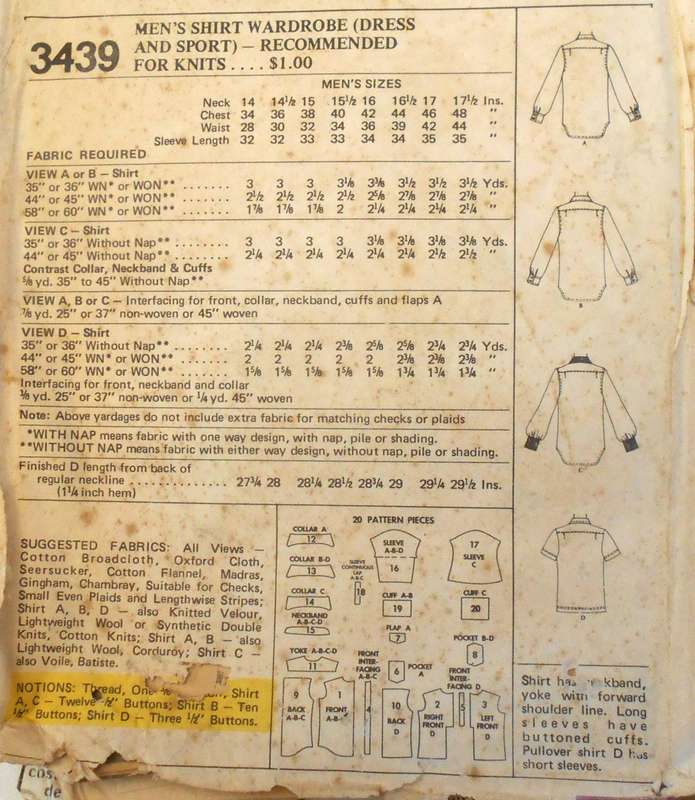 3439
MEN'S SHIRT WARDROBE (DRESS
AND SPORT) – RECOMMENDED
FOR KNITS .... $1.00
MEN'S SIZES
Neck 14 14½ 15 15½ 16 16½ 17 17½ Ins.
Chest 34 36 38 40 42 44 46 48 "
Waist 28 30 32 34 36 39 42 44 "
Sleeve Length 32 32 33 33 34 34 35 35 "
FABRIC REQUIRED
VIEW A or B – Shirt
35" or 36" WN* or WON** ....... 3 3 3 3⅛ 3⅜ 3½ 3½ 3½ Yds.
44" or 45" WN* or WON** ....... 2½ 2½ 2½ 2½ 2⅝ 2⅞ 2⅞ 2⅞ "
58" or 60" WN* or WON** ....... 1⅞ 1⅞ 1⅞ 2 2¼ 2¼ 2¼ 2¼ "
VIEW C – Shirt
35" or 36" Without Nap** ........ 3 3 3 3 3⅛ 3⅛ 3⅛ 3½ Yds.
44" or 45" Without Nap** ........ 2¼ 2¼ 2¼ 2¼ 2¼ 2½ 2½ 2½ "
Contrast Collar, Neckband & Cuffs
⅝ yd. 35" to 45" Without Nap**
VIEW A, B or C – Interfacing for front, collar, neckband, cuffs and flaps A
⅞ yd. 25" or 37" non-woven or 45" woven
VIEW D – Shirt
35" or 36" Without Nap** ........ 2¼ 2¼ 2¼ 2⅜ 2⅝ 2⅝ 2¾ 2¾ Yds.
44" or 45" WN* or WON** ....... 2 2 2 2 2 2⅜ 2⅜ 2⅜ "
58" or 60" WN* or WON** ....... 1⅝ 1⅝ 1⅝ 1⅝ 1⅝ 1¾ 1¾ 1¾ "
Interfacing for front, neckband and collar
⅜ yd. 25" or 37" non-woven or ¼ yd. 45" woven
Note: Above yardages do not include extra fabric for matching checks or plaids
*WITH NAP means fabric with one way design, with nap, pile or shading.
**WITHOUT NAP means fabric with either way design, without nap, pile or shading.
Finished D length from back of
regular neckline ............. 27¾ 28 28¼ 28½ 28¾ 29 29¼ 29½ Ins.
(1¼ inch hem)
SUGGESTED FABRICS: All Views –
Cotton Broadcloth, Oxford Cloth,
Seersucker, Cotton Flannel, Madras,
Gingham, Chambray, Suitable for Checks,
Small Even Plaids and Lengthwise Stripes;
Shirt A, B, D – also Knitted Velour,
Lightweight Wool or Synthetic Double
Knits, Cotton Knits; Shirt A, B – also
Lightweight Wool, Corduroy; Shirt C –
also Voile, Batiste.
NOTIONS: Thread, One Shirt
A, C – Twelve ½" Buttons; Shirt B – Ten
½" Buttons; Shirt D – Three ½" Buttons.
20 PATTERN PIECES
COLLAR A
12
COLLAR B-D
13
COLLAR C
14
NECKBAND
A-B-C-D
15
YOKE A-B-C-D
11
9
BACK
A-B-C
1
FRONT
A-B-C
SLEEVE
CONTINUOUS
LAP
A-B-C
18
FRONT
INTER-
FACING
A-B-C
4
SLEEVE
A-B-D
16
CUFF A-B
19
FLAP A
7
6
POCKET
A
10
BACK
D
17
SLEEVE
C
CUFF C
20
POCKET B-D
8
FRONT
INTER-
FACING D
5
2
RIGHT
FRONT
D
3
LEFT
FRONT
D
A
B
C
D
Shirt has kband,
yoke with forward
shoulder line. Long
sleeves have
buttoned cuffs.
Pullover shirt D has
short sleeves.
cos.
de